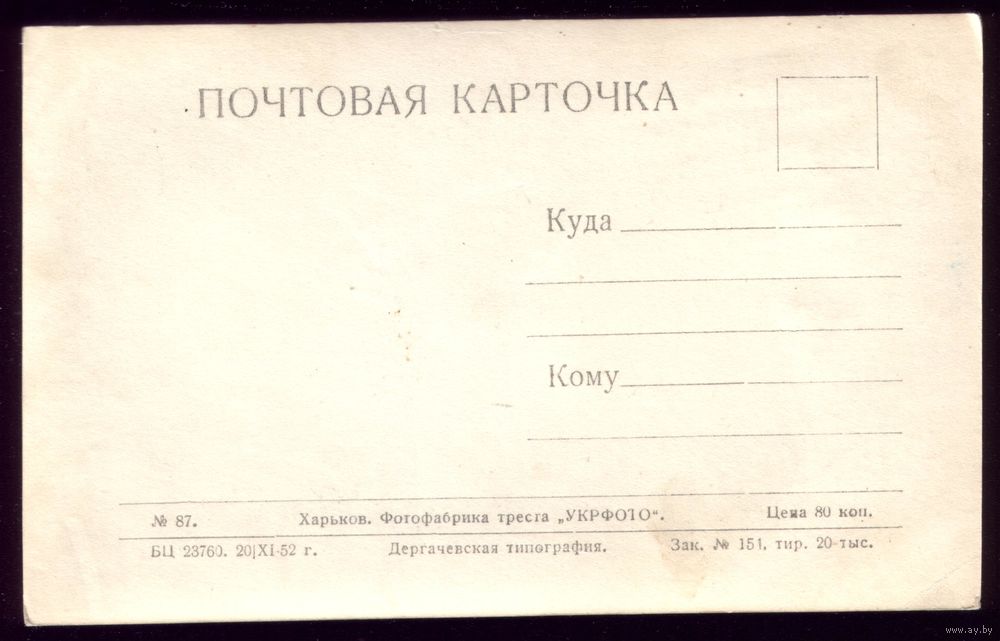 ПОЧТОВАЯ КАРТОЧКА
Куда
Кому
№ 87. Харьков. Фотофабрика треста „УКРФОТО“. Цена 80 коп.
БЦ 23760. 20|XI-52 г. Дергачевская типография. Зак. № 151. тир. 20-тыс.
www.ay.by